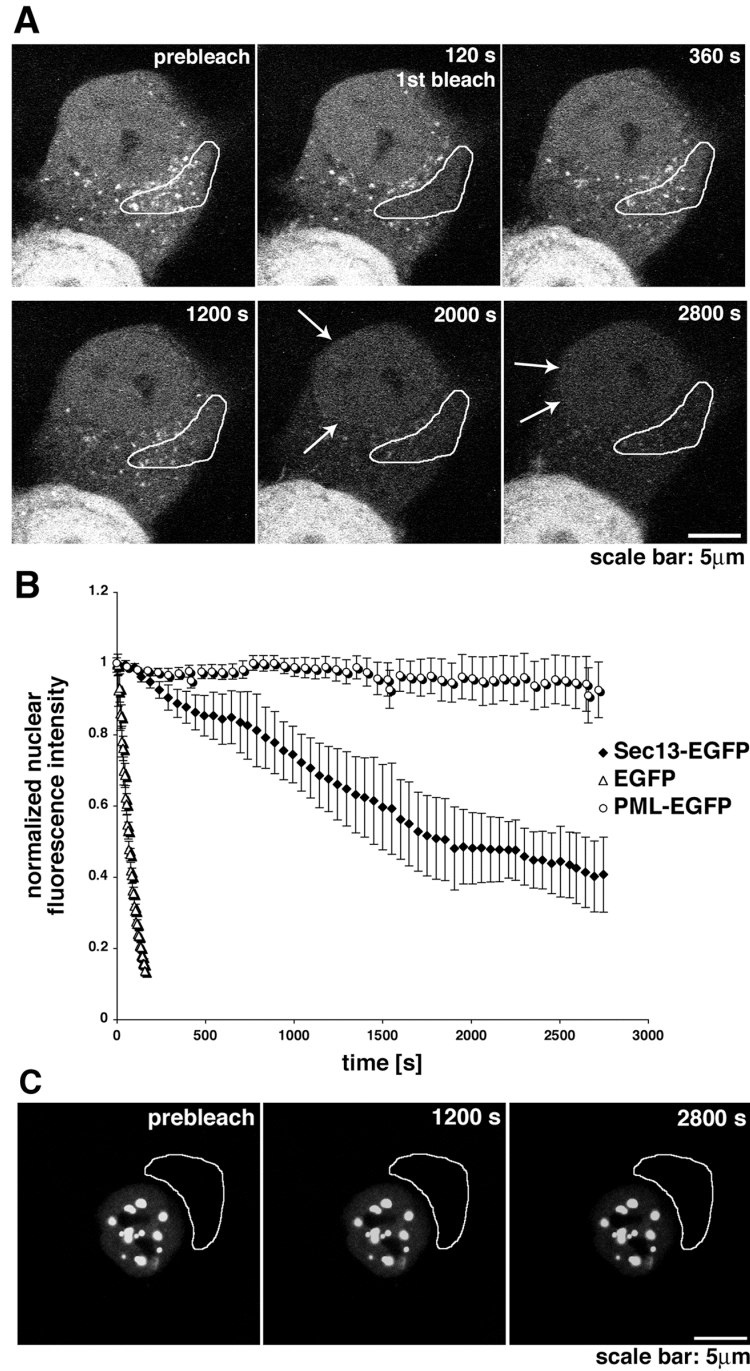 A
prebleach
120 s
1st bleach
360 s
1200 s
2000 s
2800 s
scale bar: 5μm
B
normalized nuclear
fluorescence intensity
1.2
1
0.8
0.6
0.4
0.2
0
0
500
1000
1500
2000
2500
3000
time [s]
Sec13-EGFP
EGFP
PML-EGFP
C
prebleach
1200 s
2800 s
scale bar: 5μm